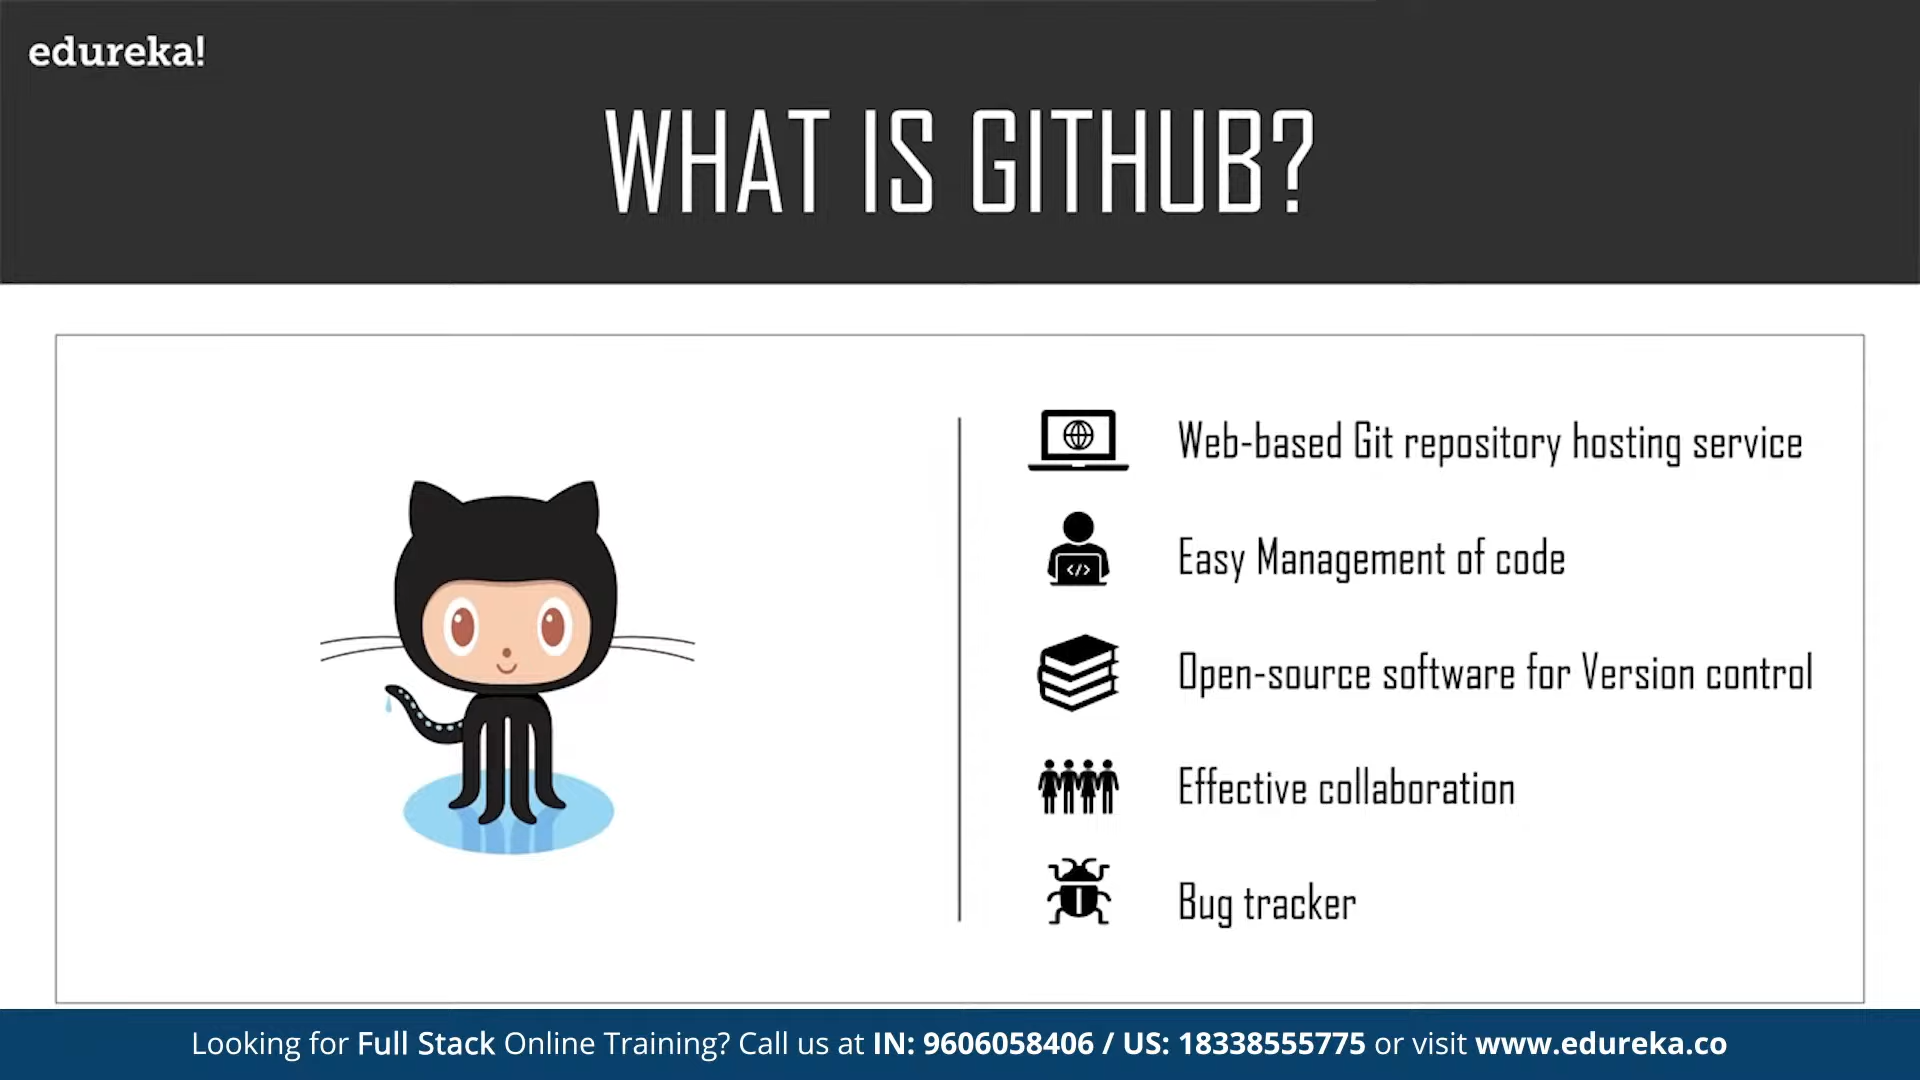 edureka!
WHAT IS GITHUB?
Web-based Git repository hosting service
</>
Easy Management of code
Open-source software for Version control
Effective collaboration
Bug tracker
Looking for Full Stack Online Training? Call us at IN: 9606058406 / US: 18338555775 or visit www.edureka.co